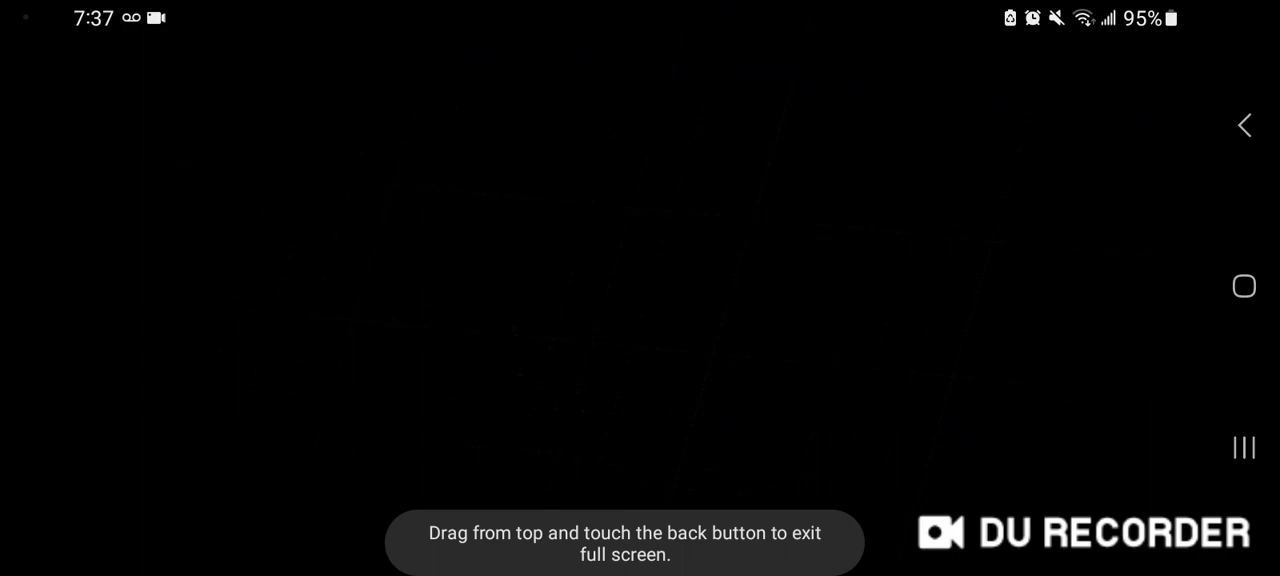 7:37
95%
Drag from top and touch the back button to exit
full screen.
DU RECORDER